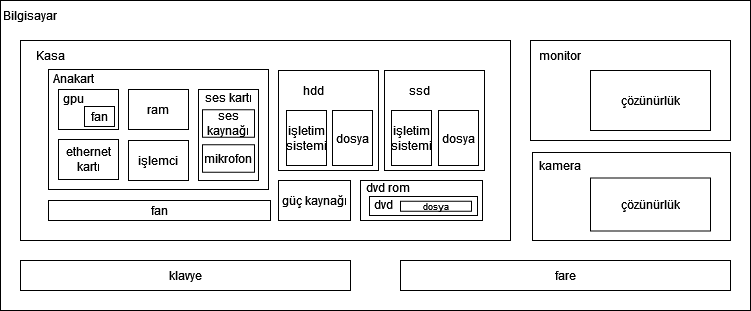 Bilgisayar
Kasa
Anakart
gpu
fan
ram
ses kartı
ses
kaynağı
mikrofon
ethernet
kartı
işlemci
fan
hdd
işletim
sistemi
dosya
ssd
işletim
sistemi
dosya
güç kaynağı
dvd rom
dvd
dosya
monitor
çözünürlük
kamera
çözünürlük
klavye
fare